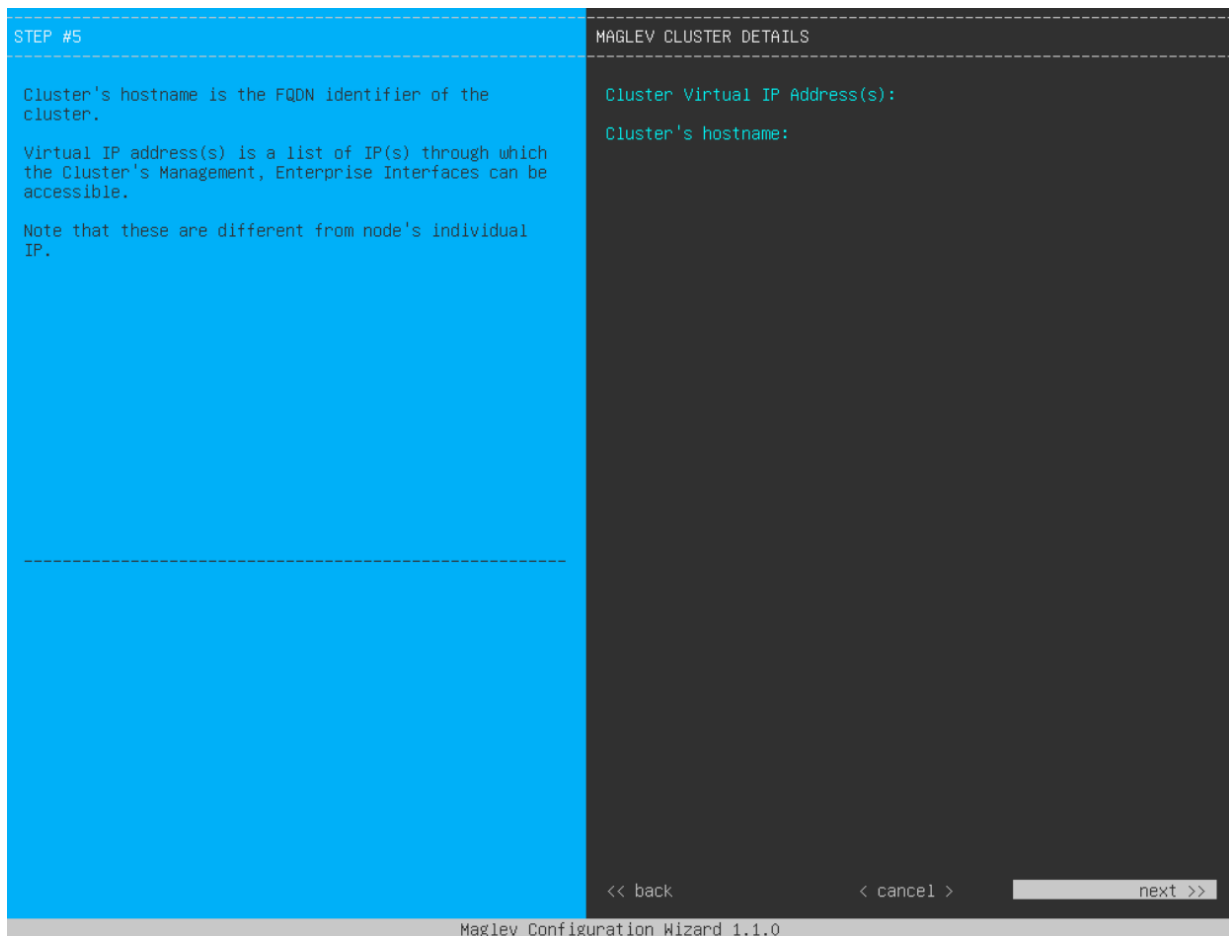 STEP #5
Cluster's hostname is the FQDN identifier of the
cluster.
Virtual IP address(s) is a list of IP(s) through which
the Cluster's Management, Enterprise Interfaces can be
accessible.
Note that these are different from node's individual
IP.
MAGLEV CLUSTER DETAILS
Cluster Virtual IP Address(s):
Cluster's hostname:
<< back < cancel > next >>
Maglev Configuration Wizard 1.1.0